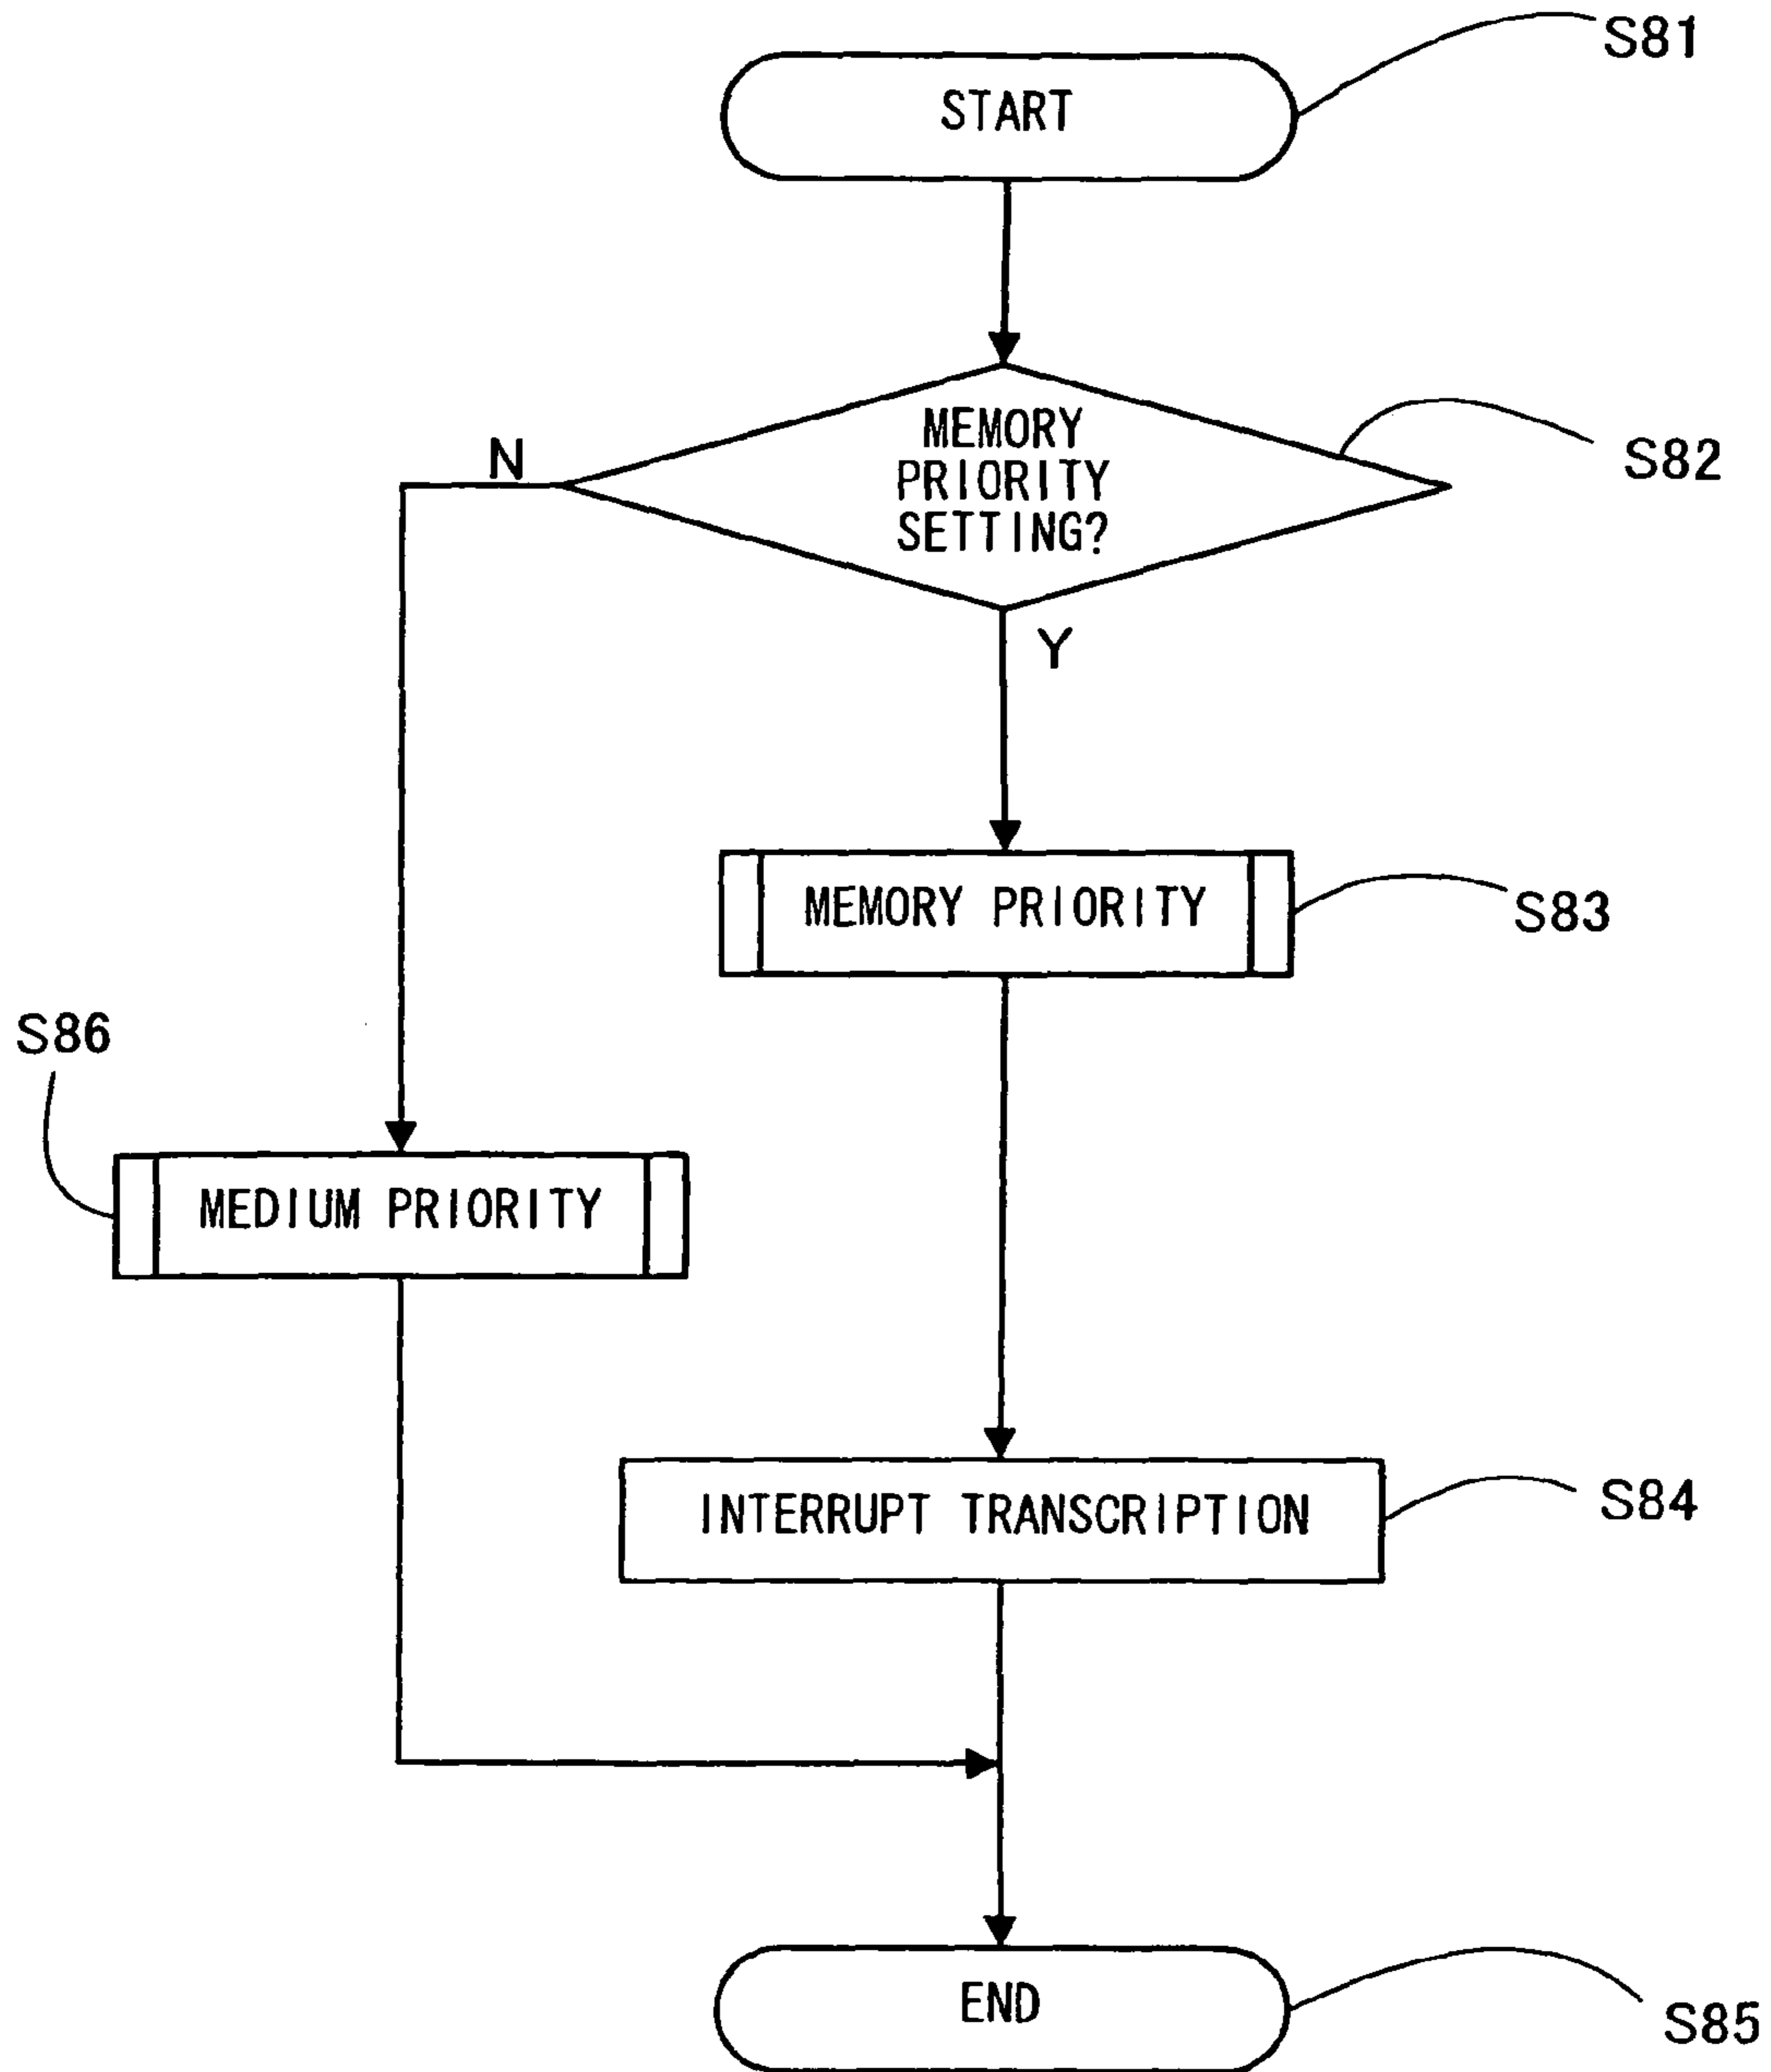 S81
START
MEMORY
PRIORITY
SETTING?
S82
N
Y
MEMORY PRIORITY
S83
S86
MEDIUM PRIORITY
INTERRUPT TRANSCRIPTION
S84
END
S85